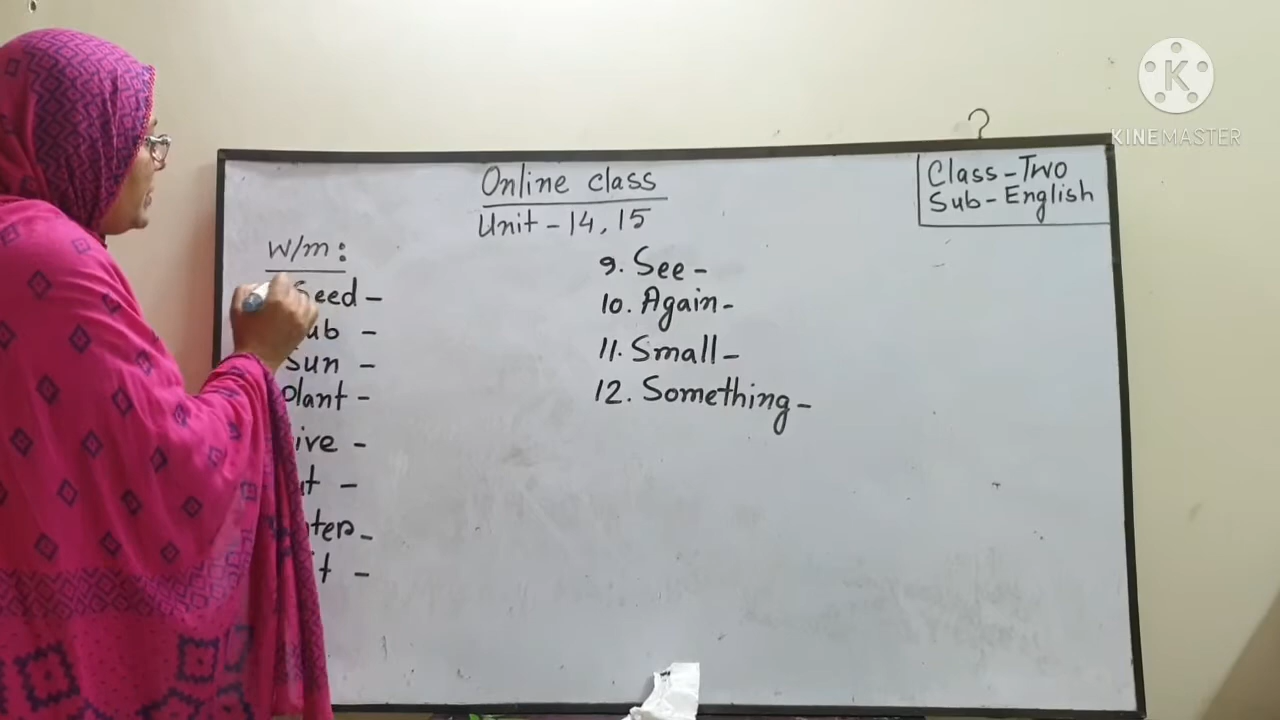 Online class
Unit - 14, 15
Class - Two
Sub - English
W/m:
Seed -
Sun -
Plant -
9. See -
10. Again -
11. Small -
12. Something -
KINEMASTER